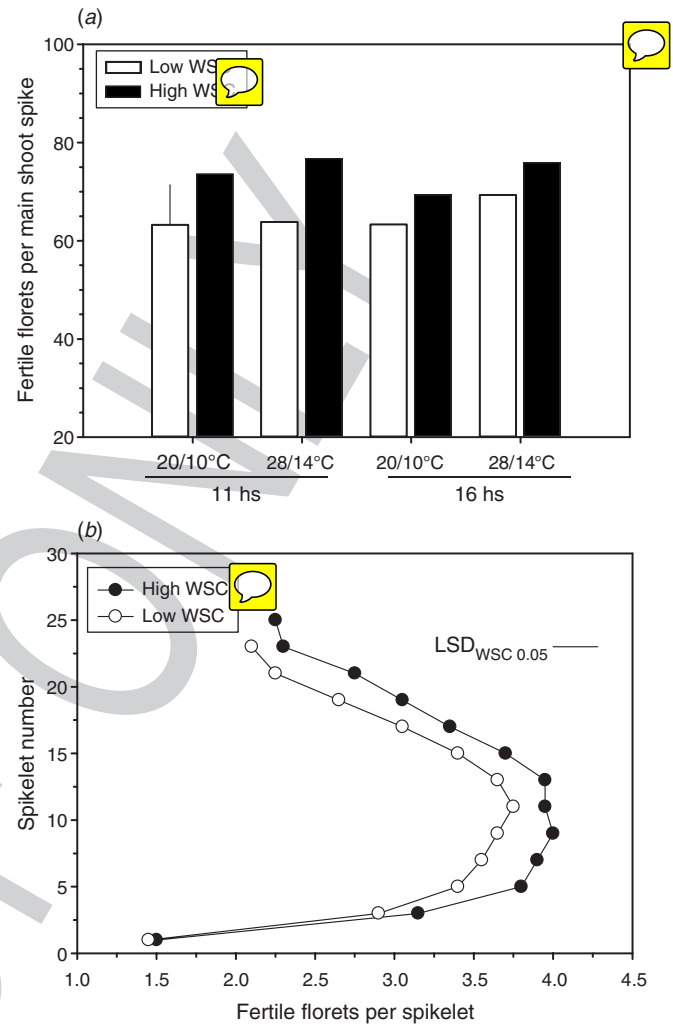 (a)
100
80
60
40
20
Fertile florets per main shoot spike
Low WS
High WSC
20/10°C 28/14°C 20/10°C 28/14°C
11 hs 16 hs
(b)
30
25
20
15
10
5
0
Spikelet number
High WSC
Low WSC
LSD WSC 0.05
1.0 1.5 2.0 2.5 3.0 3.5 4.0 4.5
Fertile florets per spikelet